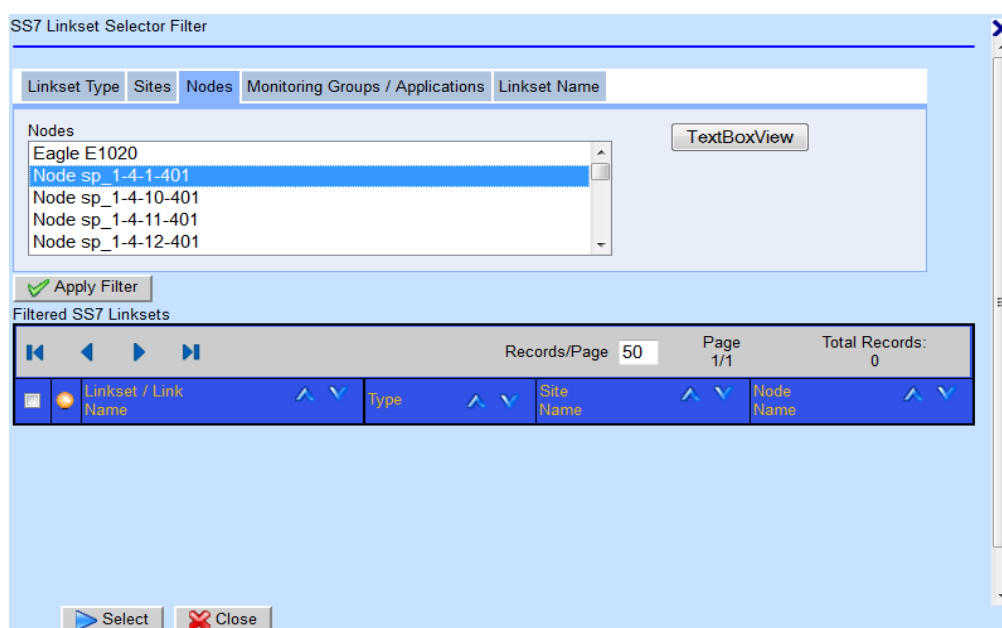 SS7 Linkset Selector Filter
Linkset Type Sites Nodes Monitoring Groups / Applications Linkset Name
Nodes
TextBoxView
Eagle E1020
Node sp_1-4-1-401
Node sp_1-4-10-401
Node sp_1-4-11-401
Node sp_1-4-12-401
Apply Filter
Filtered SS7 Linksets
Records/Page 50 Page 1/1 Total Records: 0
Linkset / Link Name Type Site Name Node Name
Select Close